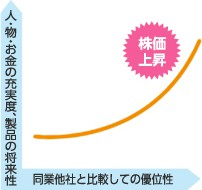 人・物・お金の充実度、製品の将来性
株価
上昇
同業他社と比較しての優位性